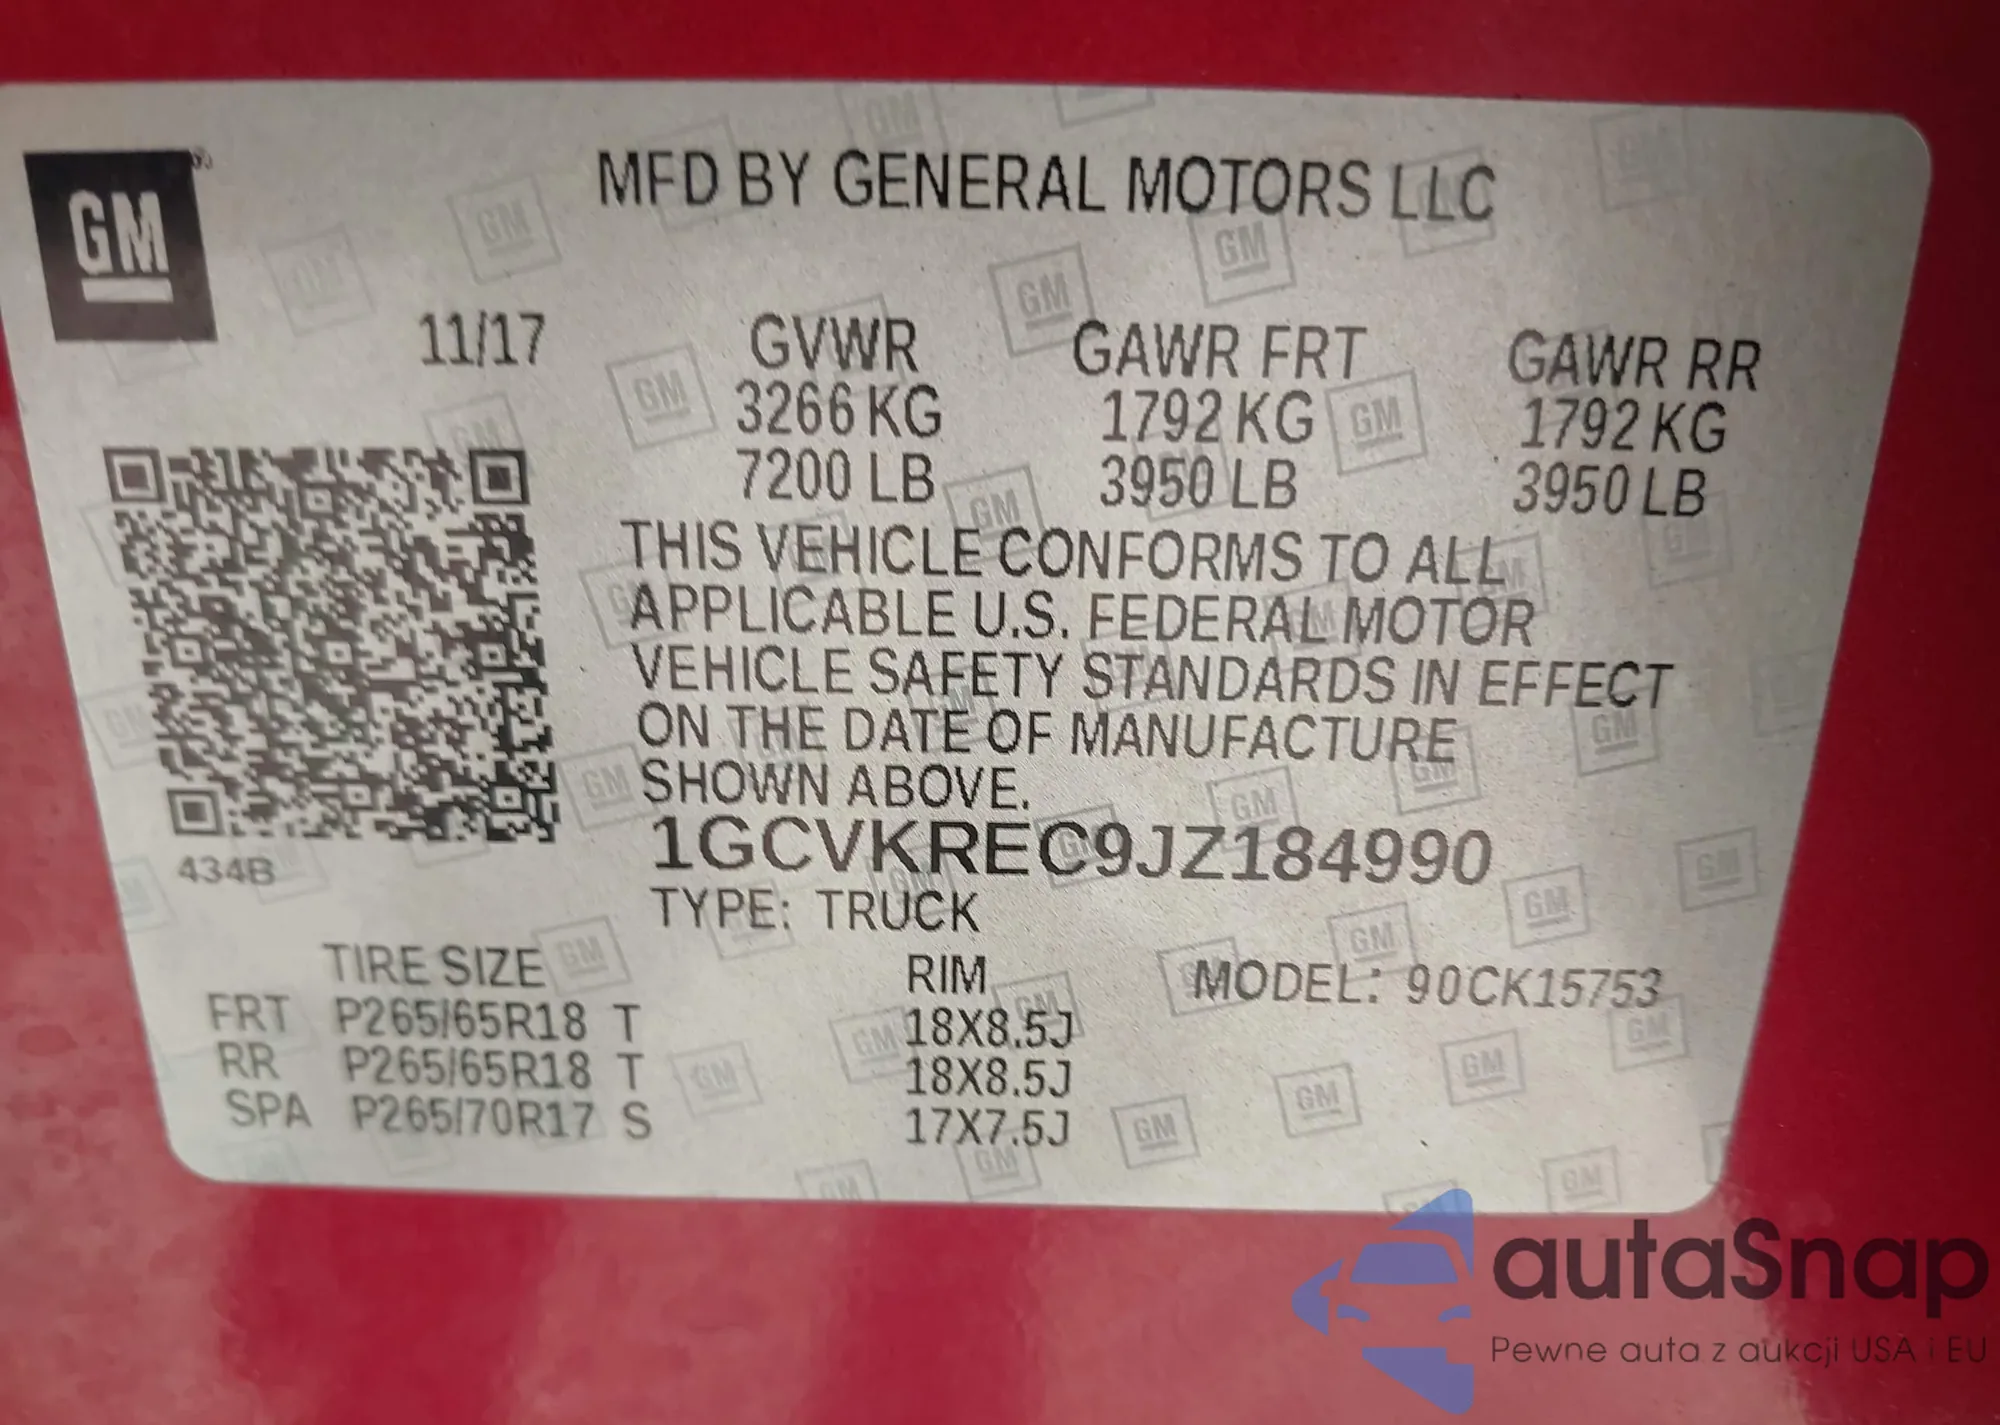 GM
MFD BY GENERAL MOTORS LLC
11/17 GVWR GAWR FRT GAWR RR
3266 KG 1792 KG 1792 KG
7200 LB 3950 LB 3950 LB
THIS VEHICLE CONFORMS TO ALL
APPLICABLE U.S. FEDERAL MOTOR
VEHICLE SAFETY STANDARDS IN EFFECT
ON THE DATE OF MANUFACTURE
SHOWN ABOVE.
1GCVKREC9JZ184990
434B
TYPE: TRUCK
TIRE SIZE RIM MODEL: 90CK15753
FRT P265/65R18 T 18X8.5J
RR P265/65R18 T 18X8.5J
SPA P265/70R17 S 17X7.5J
autaSnap
Pewne auta z aukcji USA i EU